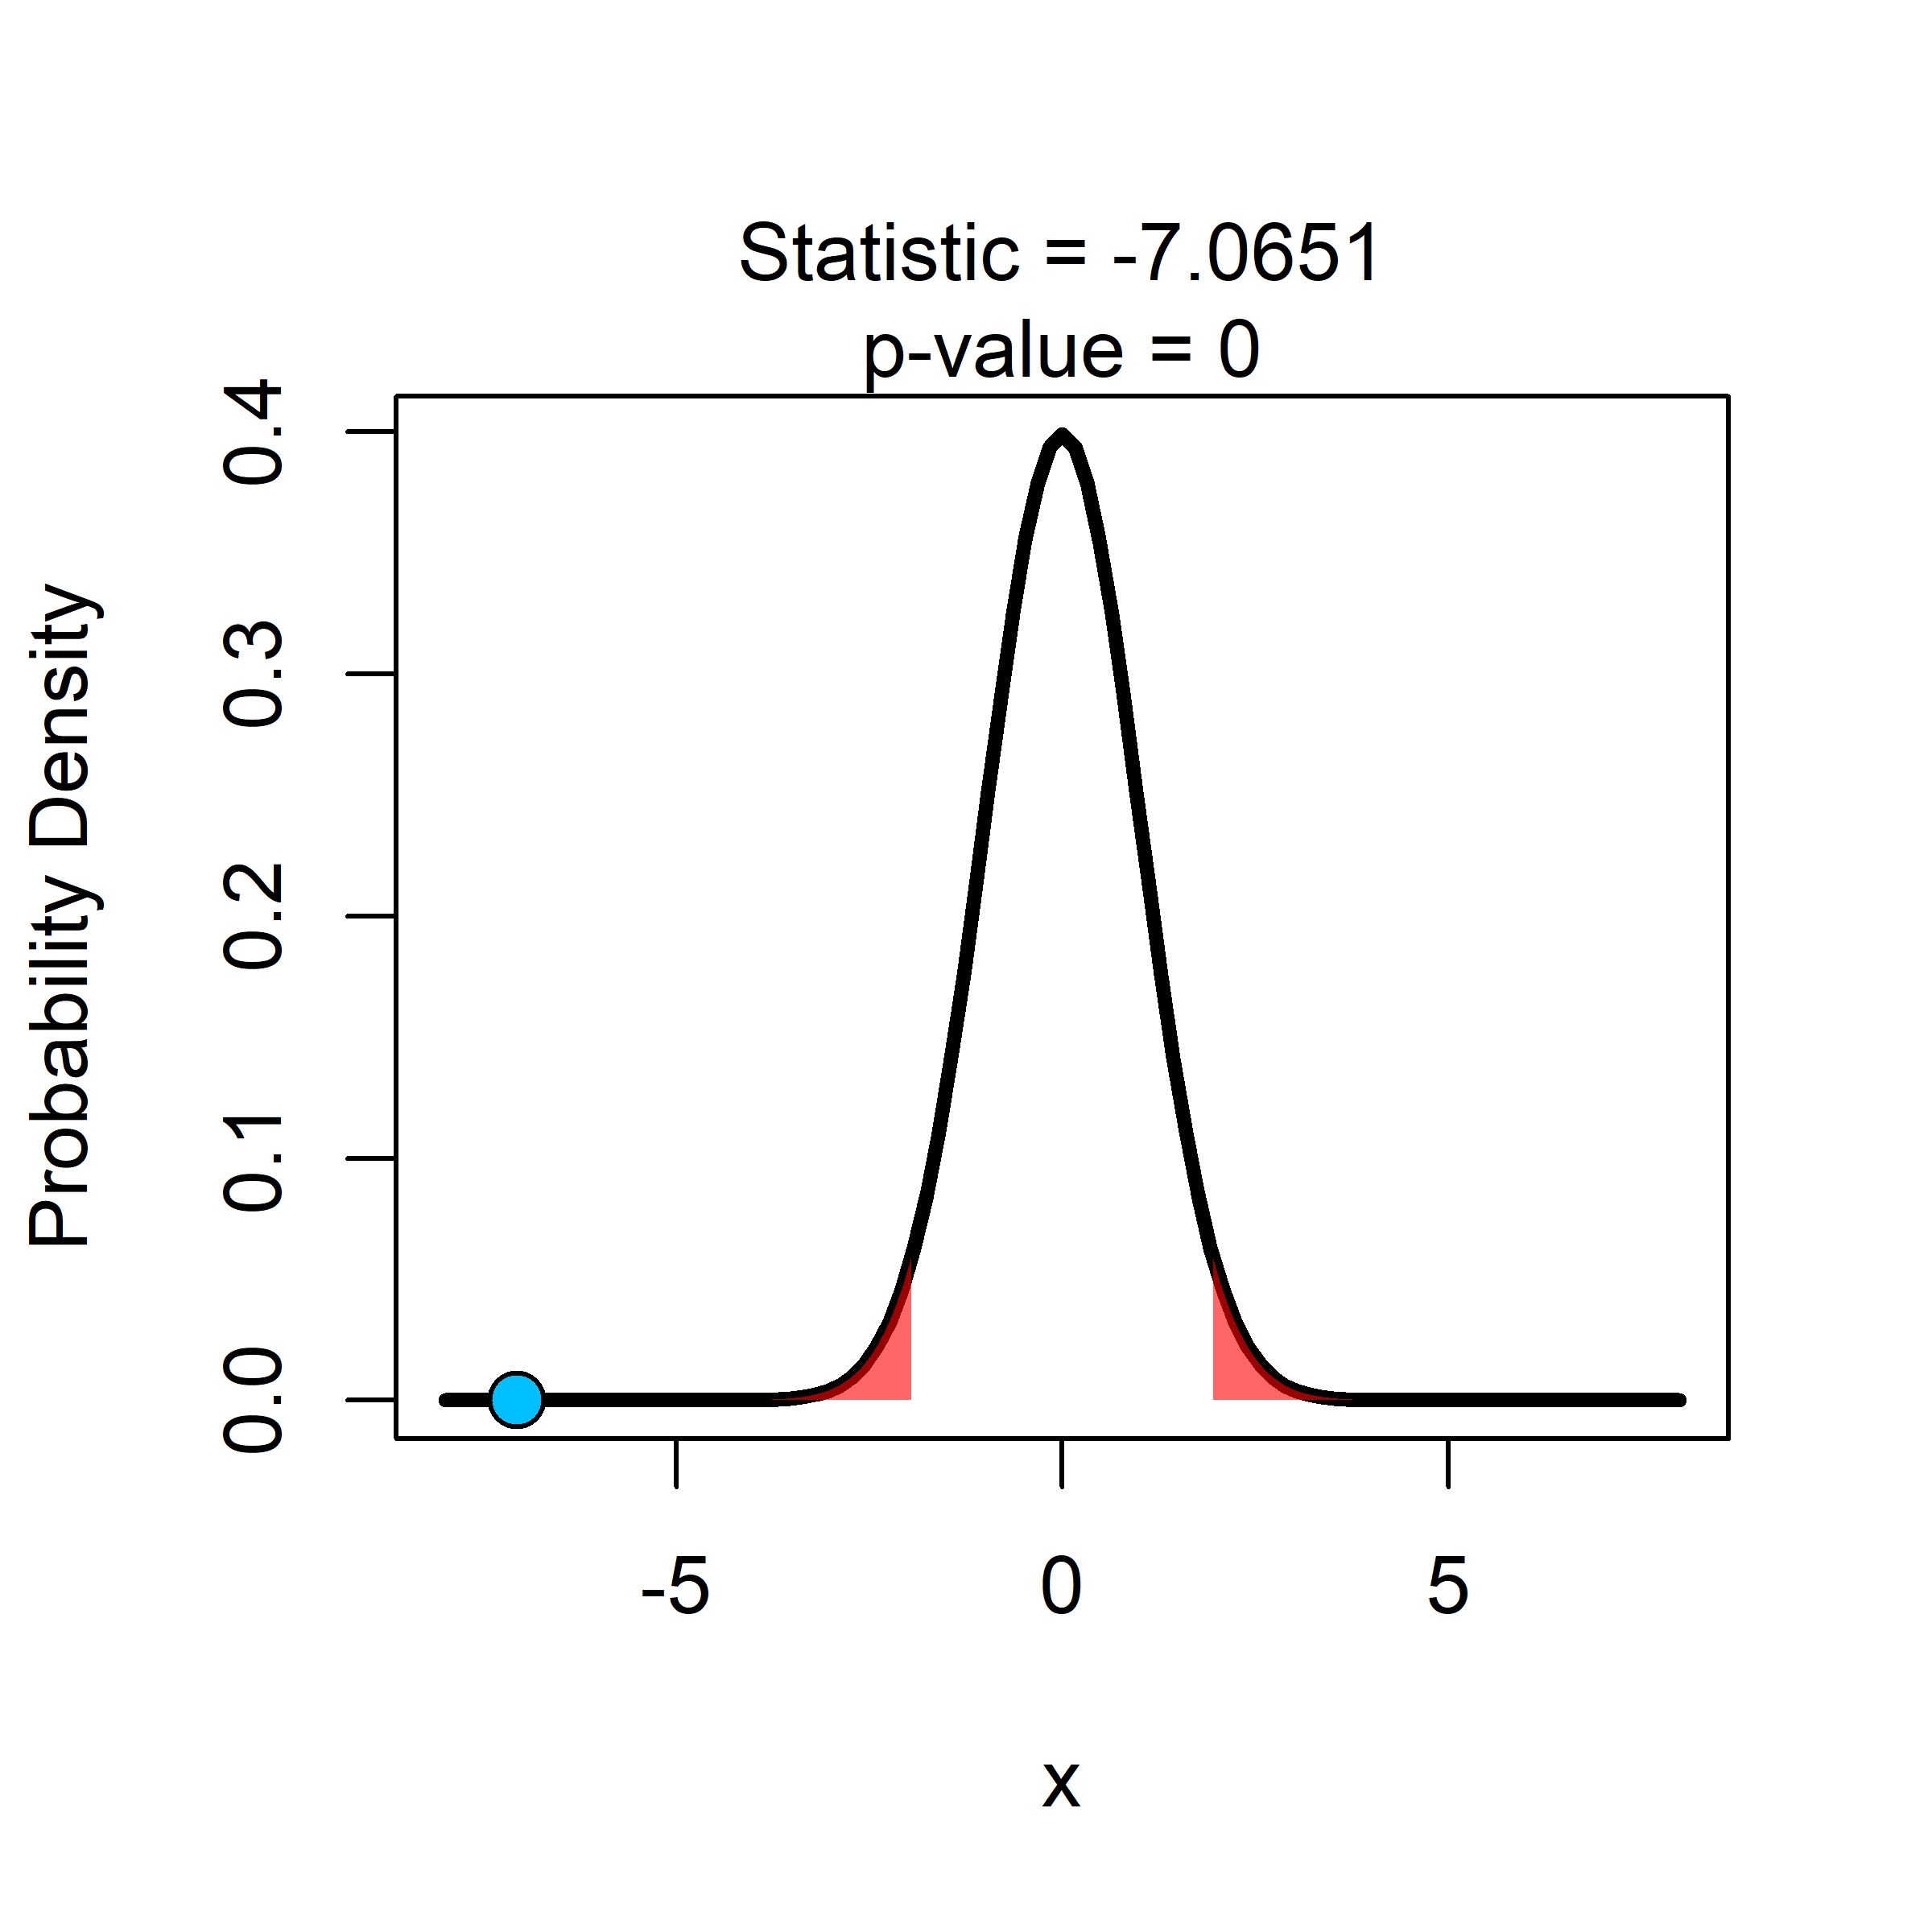 Statistic = -7.0651
p-value = 0
Probability Density
0.4
0.3
0.2
0.1
0.0
-5 0 5
x